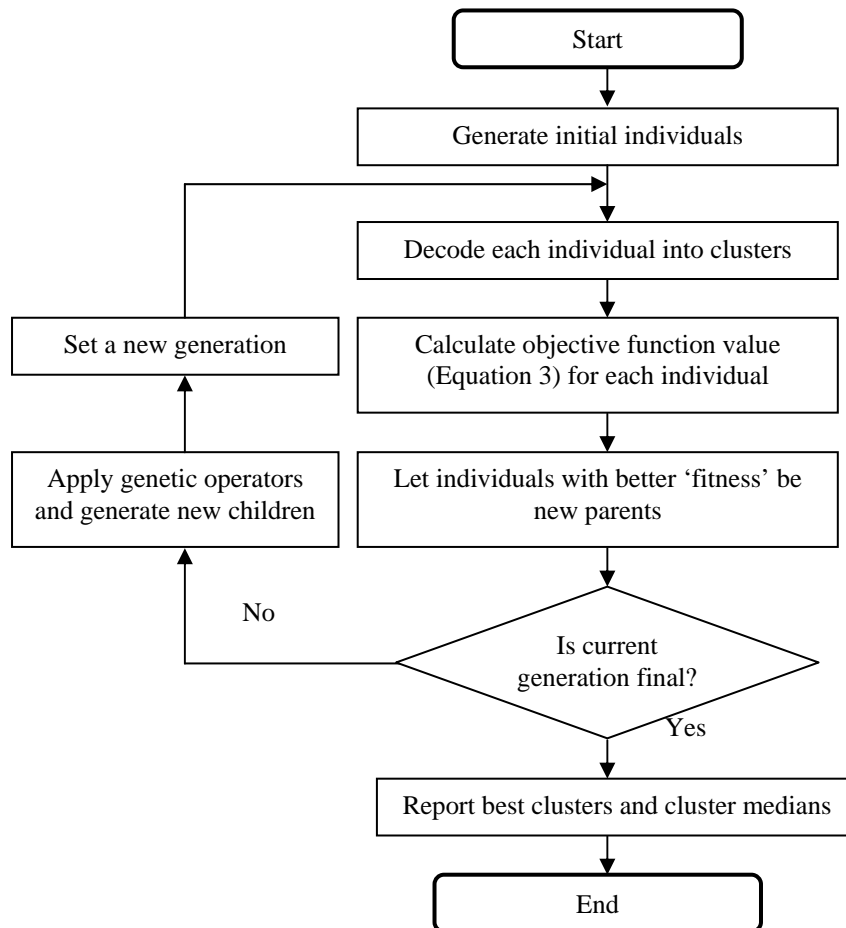 Start
Generate initial individuals
Decode each individual into clusters
Set a new generation
Calculate objective function value
(Equation 3) for each individual
Apply genetic operators
and generate new children
Let individuals with better ‘fitness’ be
new parents
No
Is current
generation final?
Yes
Report best clusters and cluster medians
End